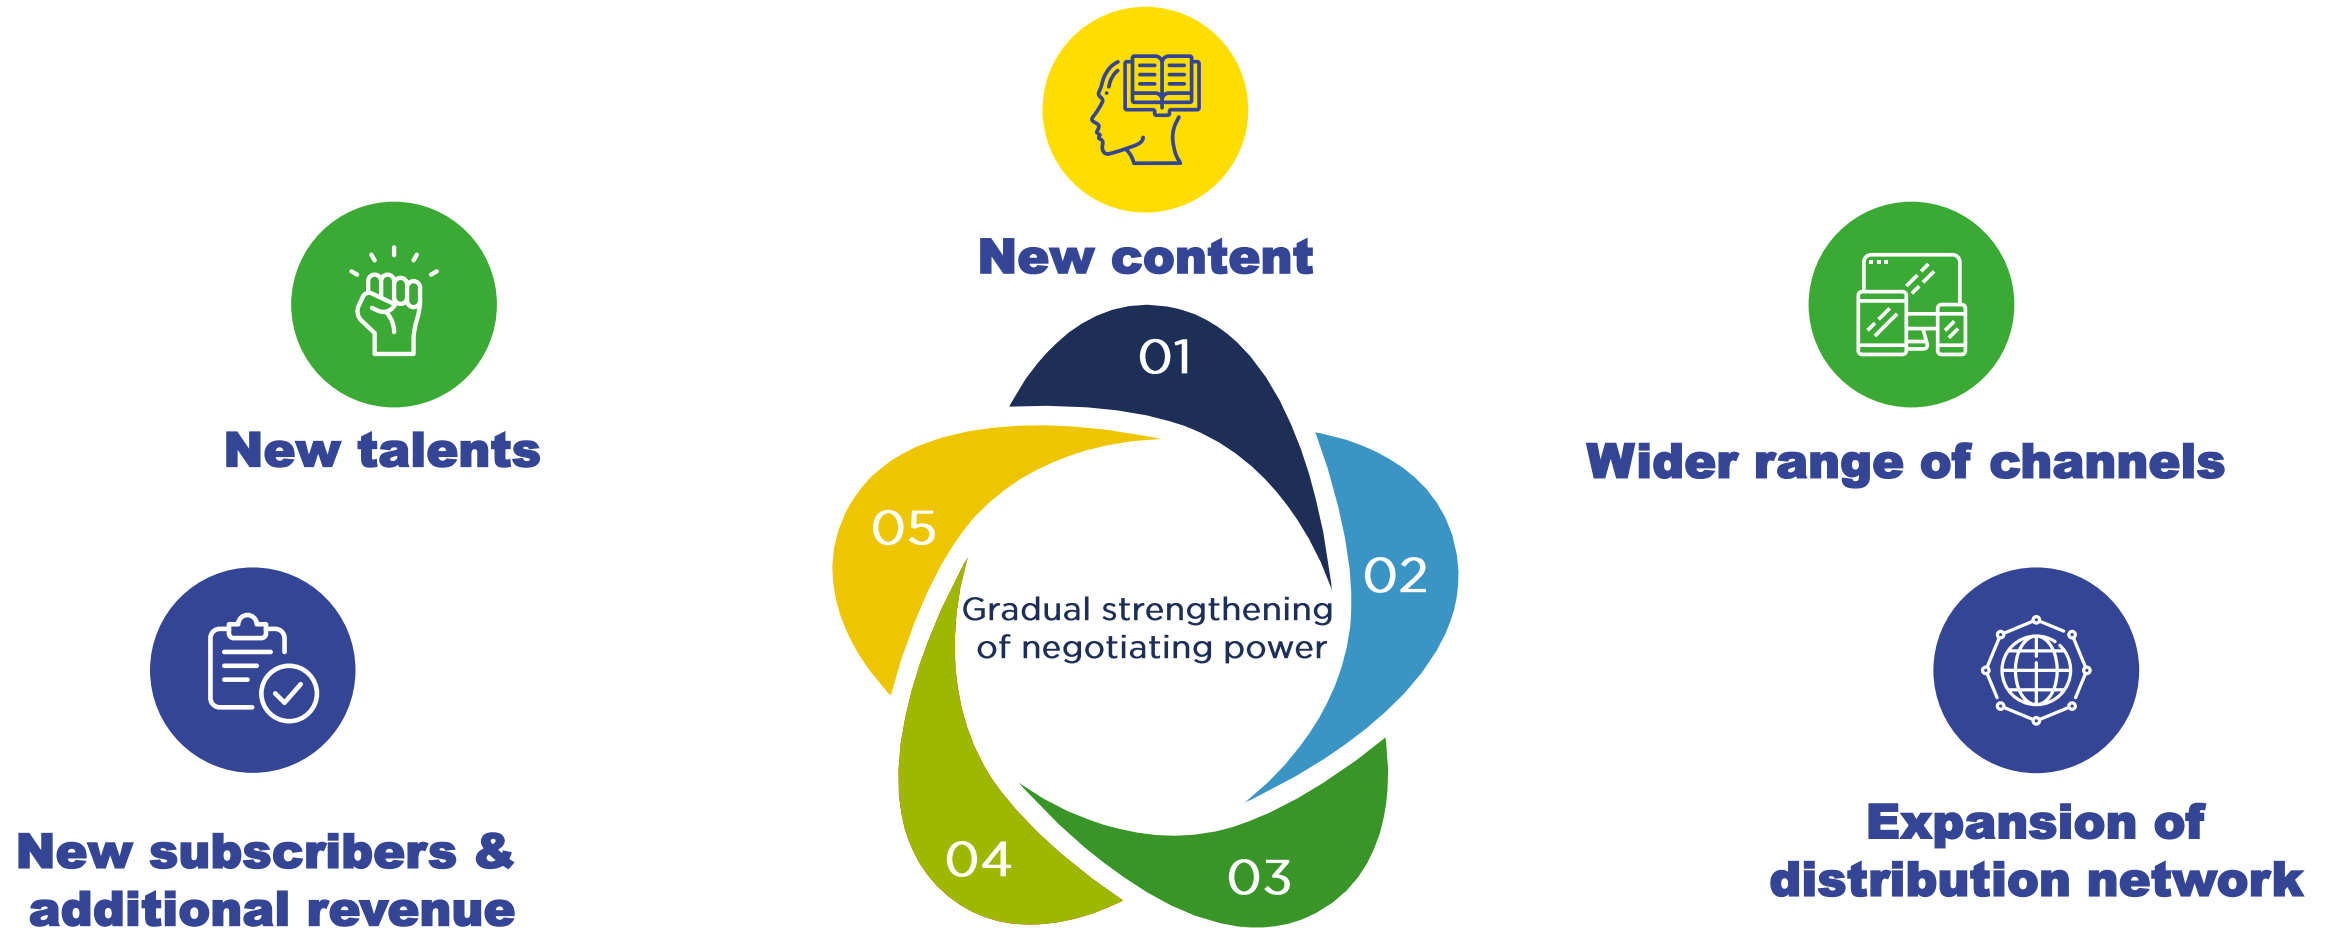 New content
01
New talents
Wider range of channels
05
02
Gradual strengthening
of negotiating power
New subscribers &
additional revenue
04
03
Expansion of
distribution network